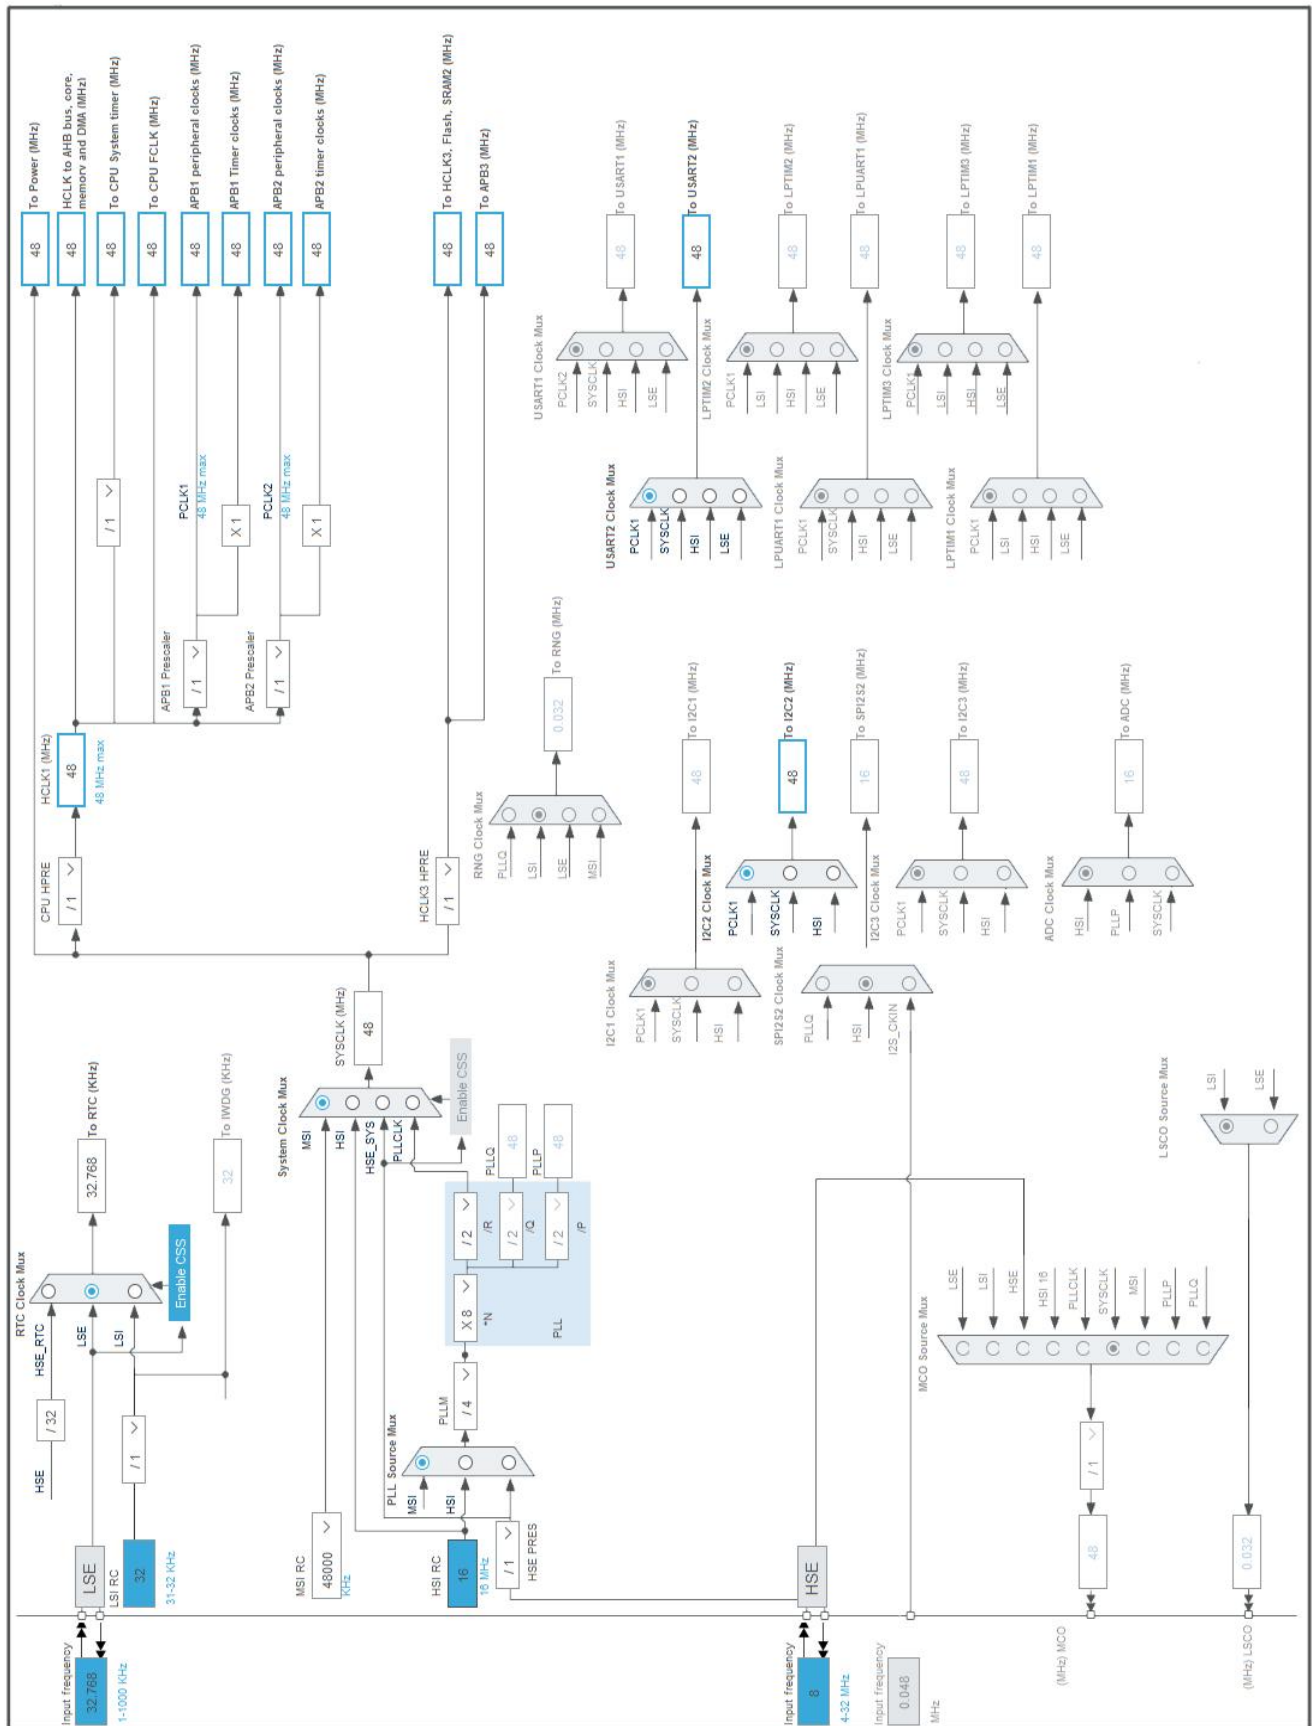 Input frequency
32.768
1-1000 KHz
LSE
LSI RC
32
31-32 KHz
HSE
/ 32
HSE_RTC
/ 1
LSE
LSI
RTC Clock Mux
Enable CSS
32.768
To RTC (KHz)
32
To IWDG (KHz)
MSI RC
48000
KHz
HSI RC
16
16 MHz
/ 1
HSE PRES
PLL Source Mux
MSI
HSI
PLLM
/ 4
X 8
*N
PLL
/ 2
/R
/ 2
/Q
/ 2
/P
PLLQ
48
PLLP
48
System Clock Mux
MSI
HSI
HSE_SYS
PLLCLK
Enable CSS
SYSCLK (MHz)
48
CPU HPRE
/ 1
HCLK1 (MHz)
48
48 MHz max
HCLK3 HPRE
/ 1
/ 1
APB1 Prescaler
/ 1
PCLK1
48 MHz max
X 1
APB2 Prescaler
/ 1
PCLK2
48 MHz max
X 1
48
To Power (MHz)
48
HCLK to AHB bus, core,
memory and DMA (MHz)
48
To CPU System timer (MHz)
48
To CPU FCLK (MHz)
48
APB1 peripheral clocks (MHz)
48
APB1 Timer clocks (MHz)
48
APB2 peripheral clocks (MHz)
48
APB2 timer clocks (MHz)
48
To HCLK3, Flash, SRAM2 (MHz)
48
To APB3 (MHz)
RNG Clock Mux
PLLQ
LSI
LSE
MSI
0.032
To RNG (MHz)
USART1 Clock Mux
PCLK2
SYSCLK
HSI
LSE
48
To USART1 (MHz)
USART2 Clock Mux
PCLK1
SYSCLK
HSI
LSE
48
To USART2 (MHz)
LPTIM2 Clock Mux
PCLK1
LSI
HSI
LSE
48
To LPTIM2 (MHz)
LPUART1 Clock Mux
PCLK1
SYSCLK
HSI
LSE
48
To LPUART1 (MHz)
LPTIM3 Clock Mux
PCLK1
LSI
HSI
LSE
48
To LPTIM3 (MHz)
LPTIM1 Clock Mux
PCLK1
LSI
HSI
LSE
48
To LPTIM1 (MHz)
I2C1 Clock Mux
PCLK1
SYSCLK
HSI
48
To I2C1 (MHz)
I2C2 Clock Mux
PCLK1
SYSCLK
HSI
48
To I2C2 (MHz)
SPI2S2 Clock Mux
PLLQ
HSI
I2S_CKIN
16
To SPI2S2 (MHz)
I2C3 Clock Mux
PCLK1
SYSCLK
HSI
48
To I2C3 (MHz)
ADC Clock Mux
HSI
PLLP
SYSCLK
16
To ADC (MHz)
Input frequency
8
4-32 MHz
HSE
Input frequency
0.048
MHz
MCO Source Mux
LSE
LSI
HSE
HSI 16
PLLCLK
SYSCLK
MSI
PLLP
PLLQ
/ 1
48
(MHz) MCO
LSCO Source Mux
LSI
LSE
0.032
(MHz) LSCO